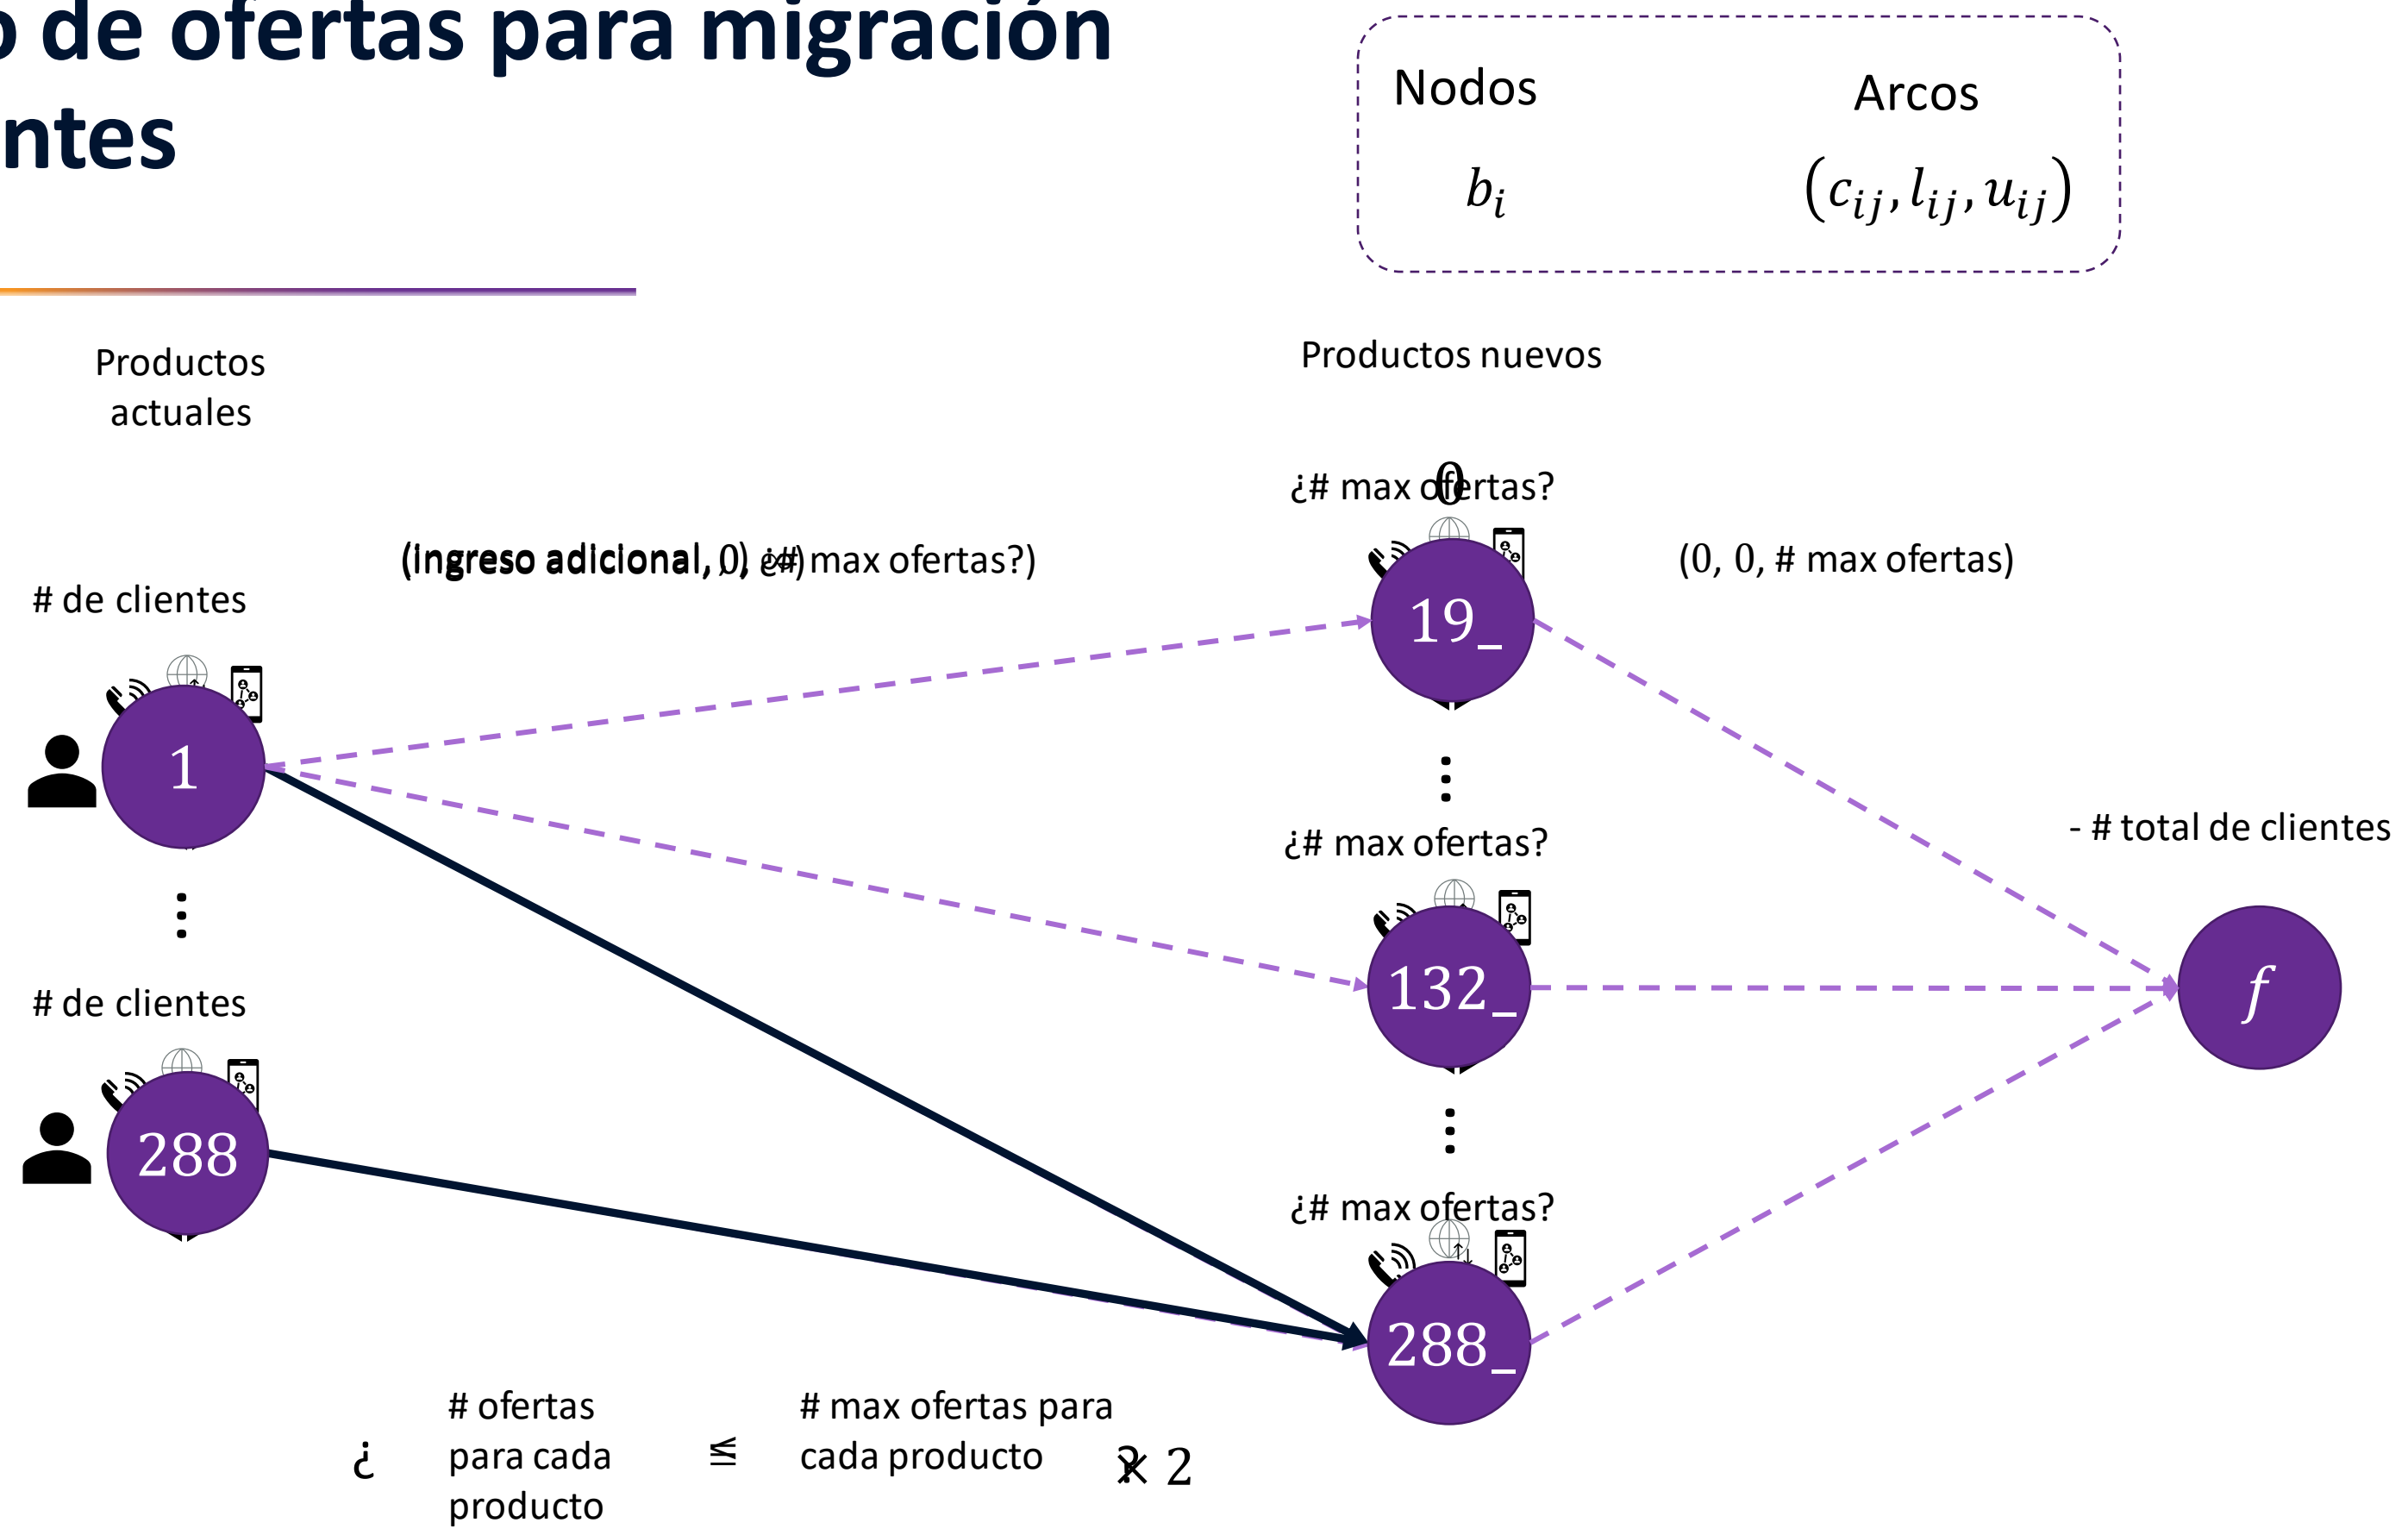 o de ofertas para migración
ntes
Nodos
Arcos
b_i
(c_ij, l_ij, u_ij)
Productos
actuales
Productos nuevos
¿# max ofertas?
0
(ingreso adicional, 0, ¿# max ofertas?)
(0, 0, # max ofertas)
# de clientes
19_
1
⋮
¿# max ofertas?
- # total de clientes
⋮
# de clientes
132_
f
288
⋮
¿# max ofertas?
288_
# ofertas
para cada
producto
¿
≤
# max ofertas para
cada producto
× 2